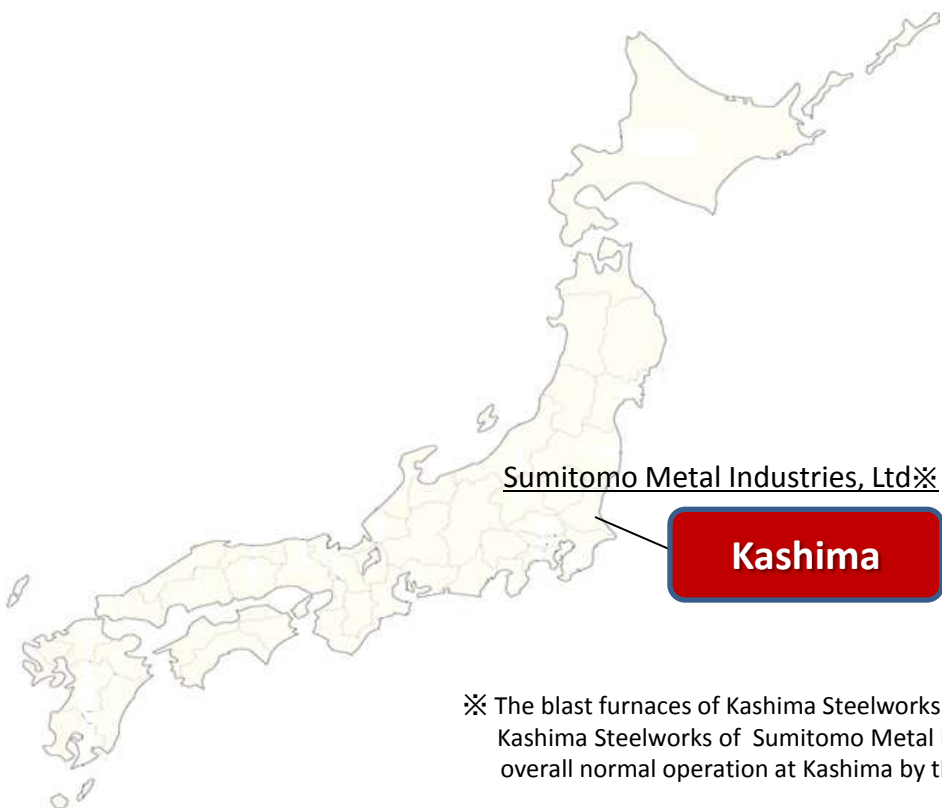 Sumitomo Metal Industries, Ltd※
Kashima
※ The blast furnaces of Kashima Steelworks
Kashima Steelworks of Sumitomo Metal
overall normal operation at Kashima by